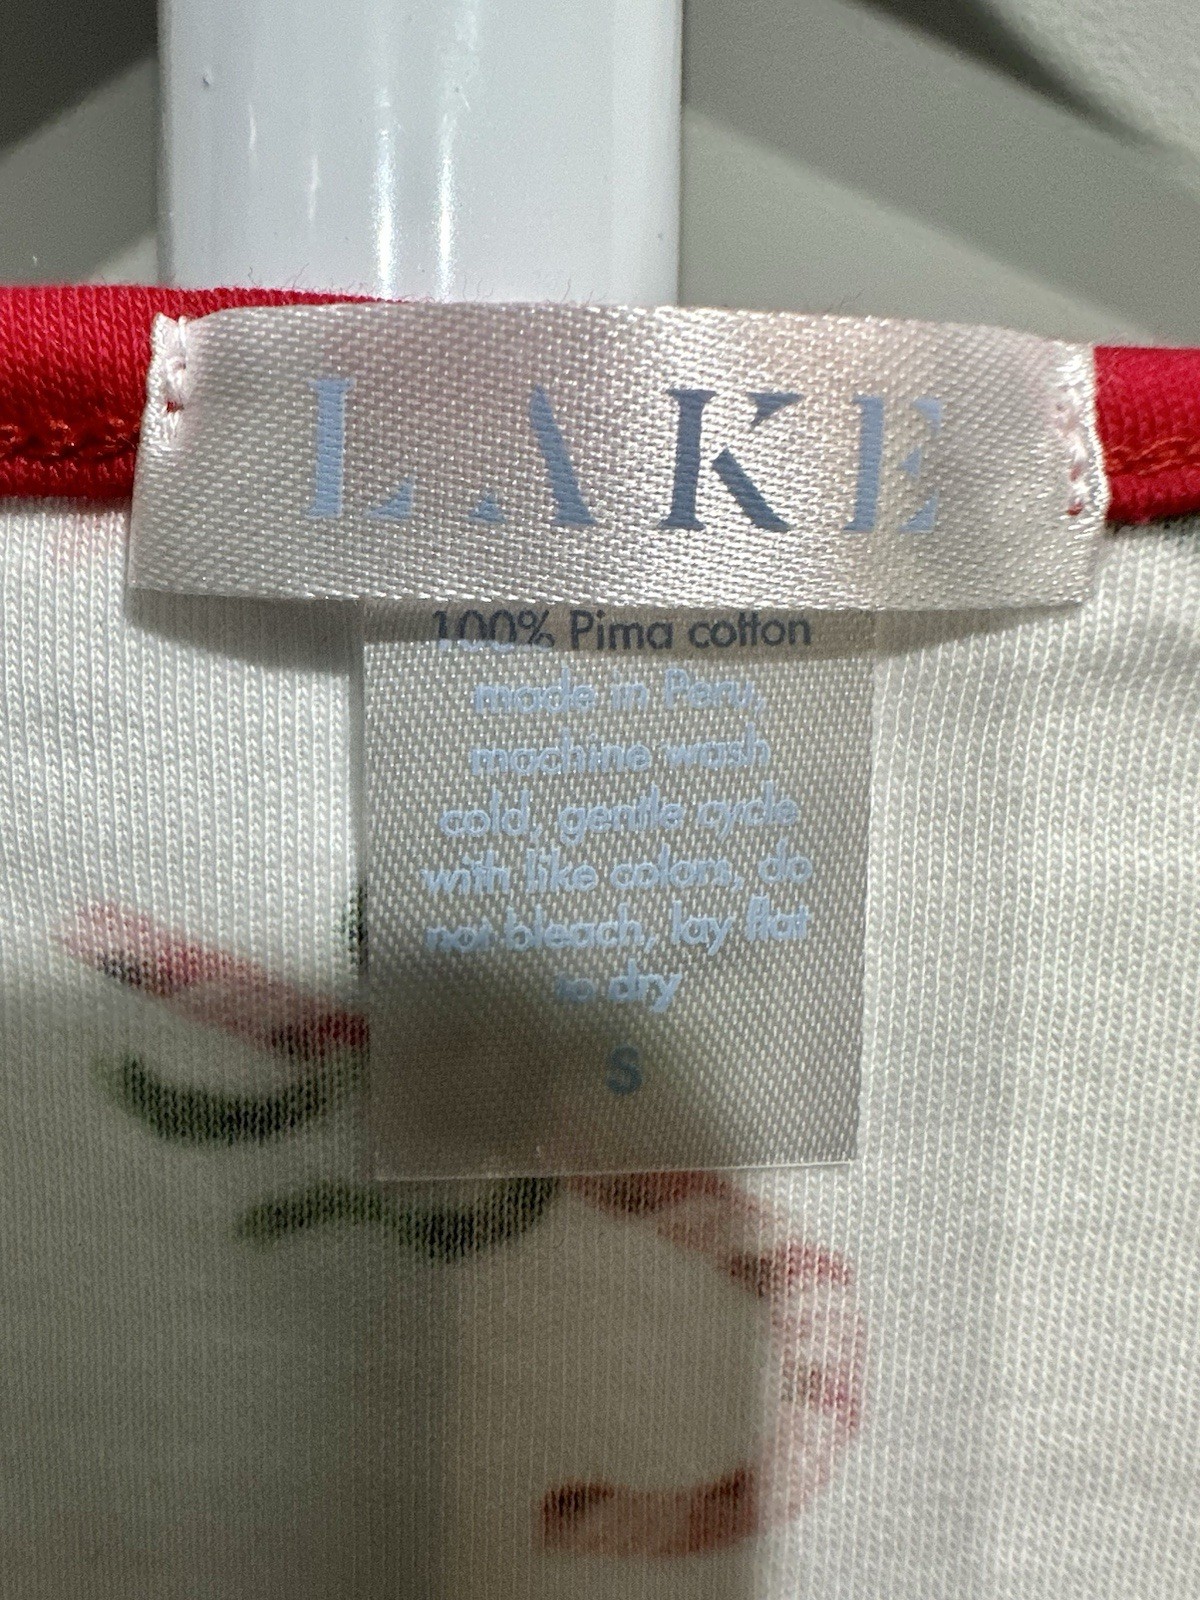 LAKE
100% Pima cotton
made in Peru,
machine wash
cold, gentle cycle
with like colors, do
not bleach, lay flat
to dry
S